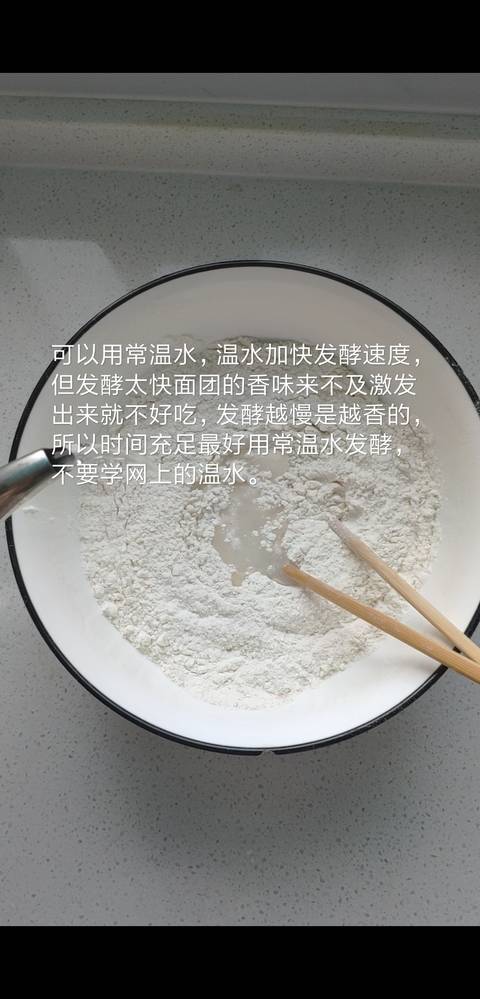 可以用常温水，温水加快发酵速度，
但发酵太快面团的香味来不及激发
出来就不好吃，发酵越慢是越香的，
所以时间充足最好用常温水发酵，
不要学网上的温水。